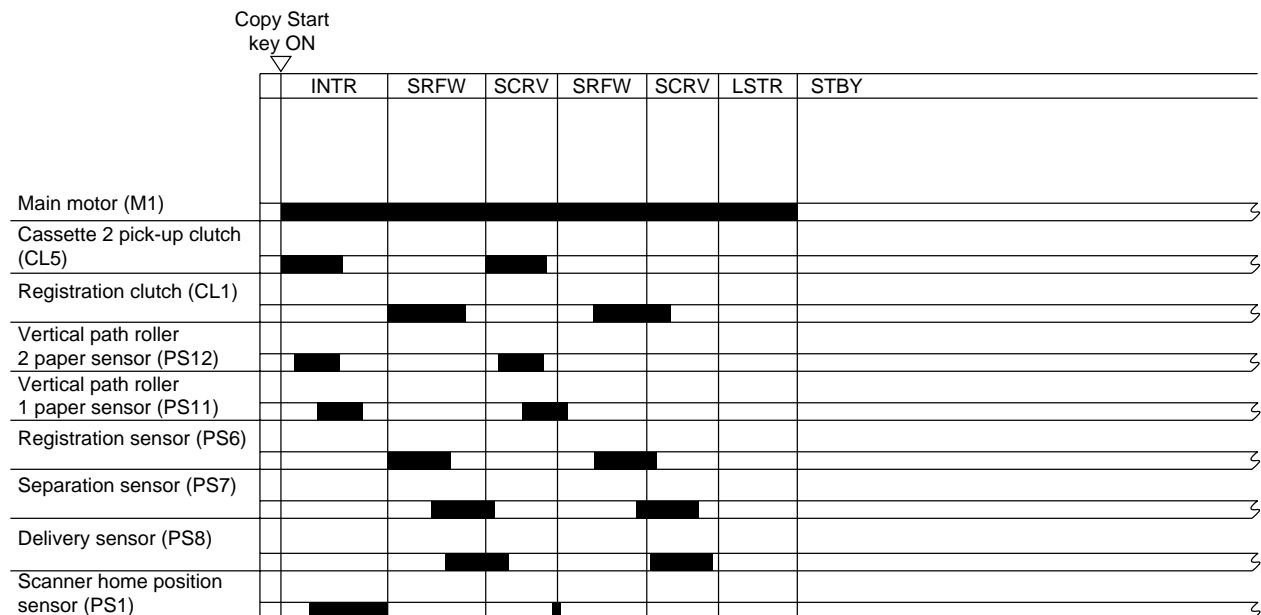 Copy Start
key ON
INTR SRFW SCRV SRFW SCRV LSTR STBY
Main motor (M1)
Cassette 2 pick-up clutch
(CL5)
Registration clutch (CL1)
Vertical path roller
2 paper sensor (PS12)
Vertical path roller
1 paper sensor (PS11)
Registration sensor (PS6)
Separation sensor (PS7)
Delivery sensor (PS8)
Scanner home position
sensor (PS1)